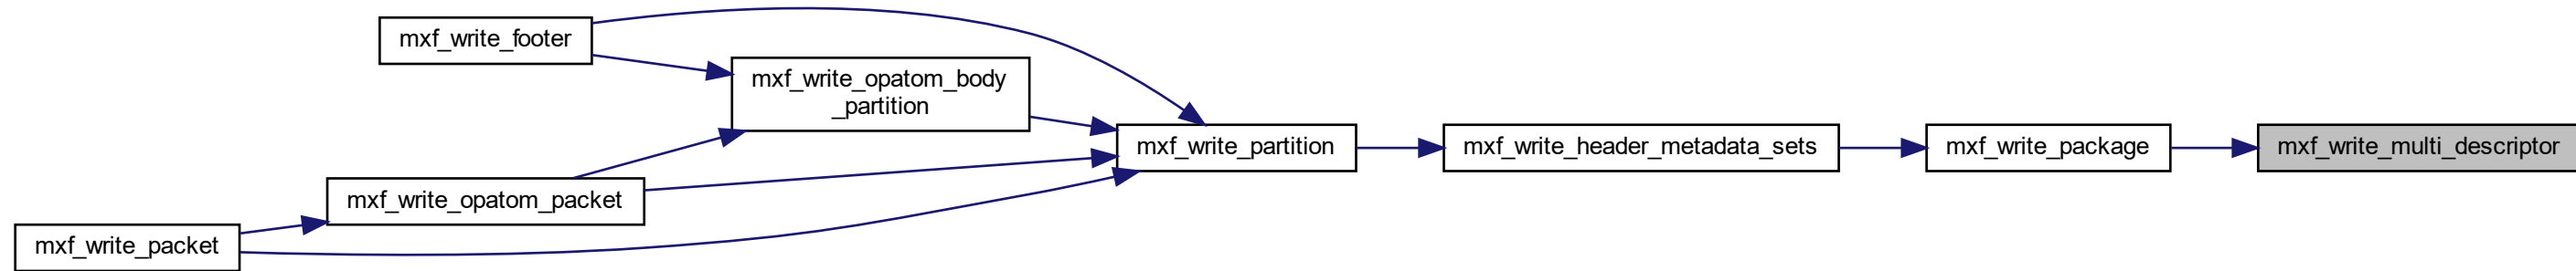 mxf_write_footer
mxf_write_opatom_body
_partition
mxf_write_partition
mxf_write_header_metadata_sets
mxf_write_package
mxf_write_multi_descriptor
mxf_write_opatom_packet
mxf_write_packet